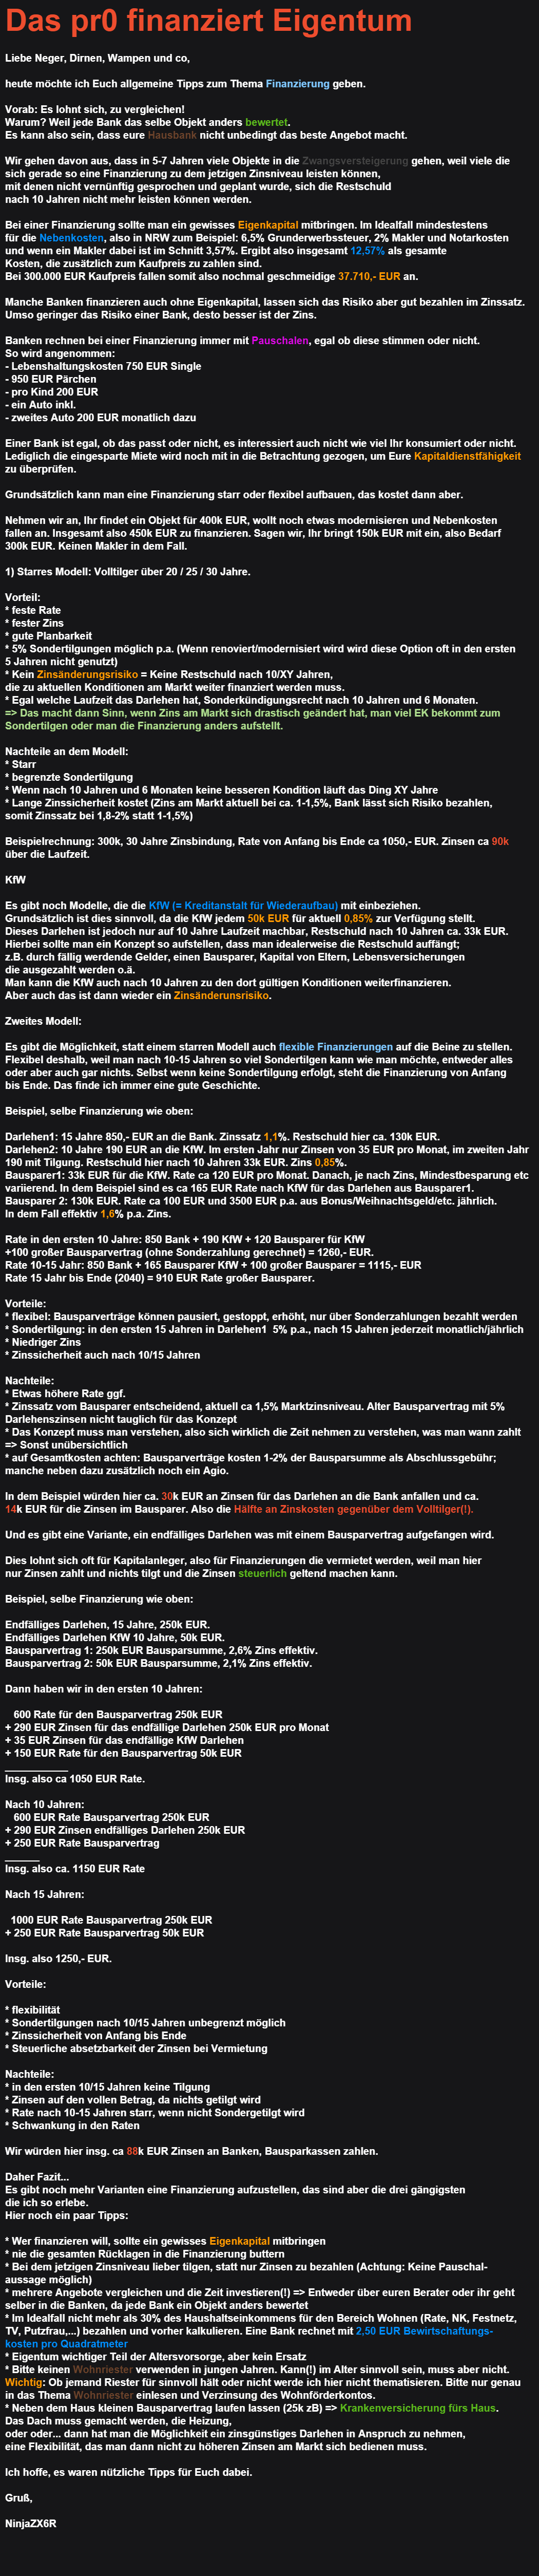 Das pr0 finanziert Eigentum
Liebe Neger, Dirnen, Wampen und co,
heute möchte ich Euch allgemeine Tipps zum Thema Finanzierung geben.
Vorab: Es lohnt sich, zu vergleichen!
Warum? Weil jede Bank das selbe Objekt anders bewertet.
Es kann also sein, dass eure Hausbank nicht unbedingt das beste Angebot macht.
Wir gehen davon aus, dass in 5-7 Jahren viele Objekte in die Zwangsversteigerung gehen, weil viele die
sich gerade so eine Finanzierung zu dem jetzigen Zinsniveau leisten können,
mit denen nicht vernünftig gesprochen und geplant wurde, sich die Restschuld
nach 10 Jahren nicht mehr leisten können werden.
Bei einer Finanzierung sollte man ein gewisses Eigenkapital mitbringen. Im Idealfall mindestestens
für die Nebenkosten, also in NRW zum Beispiel: 6,5% Grunderwerbssteuer, 2% Makler und Notarkosten
und wenn ein Makler dabei ist im Schnitt 3,57%. Ergibt also insgesamt 12,57% als gesamte
Kosten, die zusätzlich zum Kaufpreis zu zahlen sind.
Bei 300.000 EUR Kaufpreis fallen somit also nochmal geschmeidige 37.710,- EUR an.
Manche Banken finanzieren auch ohne Eigenkapital, lassen sich das Risiko aber gut bezahlen im Zinssatz.
Umso geringer das Risiko einer Bank, desto besser ist der Zins.
Banken rechnen bei einer Finanzierung immer mit Pauschalen, egal ob diese stimmen oder nicht.
So wird angenommen:
- Lebenshaltungskosten 750 EUR Single
- 950 EUR Pärchen
- pro Kind 200 EUR
- ein Auto inkl.
- zweites Auto 200 EUR monatlich dazu
Einer Bank ist egal, ob das passt oder nicht, es interessiert auch nicht wie viel Ihr konsumiert oder nicht.
Lediglich die eingesparte Miete wird noch mit in die Betrachtung gezogen, um Eure Kapitaldienstfähigkeit
zu überprüfen.
Grundsätzlich kann man eine Finanzierung starr oder flexibel aufbauen, das kostet dann aber.
Nehmen wir an, Ihr findet ein Objekt für 400k EUR, wollt noch etwas modernisieren und Nebenkosten
fallen an. Insgesamt also 450k EUR zu finanzieren. Sagen wir, Ihr bringt 150k EUR mit ein, also Bedarf
300k EUR. Keinen Makler in dem Fall.
1) Starres Modell: Volltilger über 20 / 25 / 30 Jahre.
Vorteil:
* feste Rate
* fester Zins
* gute Planbarkeit
* 5% Sondertilgungen möglich p.a. (Wenn renoviert/modernisiert wird wird diese Option oft in den ersten
5 Jahren nicht genutzt)
* Kein Zinsänderungsrisiko = Keine Restschuld nach 10/XY Jahren,
die zu aktuellen Konditionen am Markt weiter finanziert werden muss.
* Egal welche Laufzeit das Darlehen hat, Sonderkündigungsrecht nach 10 Jahren und 6 Monaten.
=> Das macht dann Sinn, wenn Zins am Markt sich drastisch geändert hat, man viel EK bekommt zum
Sondertilgen oder man die Finanzierung anders aufstellt.
Nachteile an dem Modell:
* Starr
* begrenzte Sondertilgung
* Wenn nach 10 Jahren und 6 Monaten keine besseren Kondition läuft das Ding XY Jahre
* Lange Zinssicherheit kostet (Zins am Markt aktuell bei ca. 1-1,5%, Bank lässt sich Risiko bezahlen,
somit Zinssatz bei 1,8-2% statt 1-1,5%)
Beispielrechnung: 300k, 30 Jahre Zinsbindung, Rate von Anfang bis Ende ca 1050,- EUR. Zinsen ca 90k
über die Laufzeit.
KfW
Es gibt noch Modelle, die die KfW (= Kreditanstalt für Wiederaufbau) mit einbeziehen.
Grundsätzlich ist dies sinnvoll, da die KfW jedem 50k EUR für aktuell 0,85% zur Verfügung stellt.
Dieses Darlehen ist jedoch nur auf 10 Jahre Laufzeit machbar, Restschuld nach 10 Jahren ca. 33k EUR.
Hierbei sollte man ein Konzept so aufstellen, dass man idealerweise die Restschuld auffängt;
z.B. durch fällig werdende Gelder, einen Bausparer, Kapital von Eltern, Lebensversicherungen
die ausgezahlt werden o.ä.
Man kann die KfW auch nach 10 Jahren zu den dort gültigen Konditionen weiterfinanzieren.
Aber auch das ist dann wieder ein Zinsänderunsrisiko.
Zweites Modell:
Es gibt die Möglichkeit, statt einem starren Modell auch flexible Finanzierungen auf die Beine zu stellen.
Flexibel deshalb, weil man nach 10-15 Jahren so viel Sondertilgen kann wie man möchte, entweder alles
oder aber auch gar nichts. Selbst wenn keine Sondertilgung erfolgt, steht die Finanzierung von Anfang
bis Ende. Das finde ich immer eine gute Geschichte.
Beispiel, selbe Finanzierung wie oben:
Darlehen1: 15 Jahre 850,- EUR an die Bank. Zinssatz 1,1%. Restschuld hier ca. 130k EUR.
Darlehen2: 10 Jahre 190 EUR an die KfW. Im ersten Jahr nur Zinsen von 35 EUR pro Monat, im zweiten Jahr
190 mit Tilgung. Restschuld hier nach 10 Jahren 33k EUR. Zins 0,85%.
Bausparer1: 33k EUR für die KfW. Rate ca 120 EUR pro Monat. Danach, je nach Zins, Mindestbesparung etc
variierend. In dem Beispiel sind es ca 165 EUR Rate nach KfW für das Darlehen aus Bausparer1.
Bausparer 2: 130k EUR. Rate ca 100 EUR und 3500 EUR p.a. aus Bonus/Weihnachtsgeld/etc. jährlich.
In dem Fall effektiv 1,6% p.a. Zins.
Rate in den ersten 10 Jahre: 850 Bank + 190 KfW + 120 Bausparer für KfW
+100 großer Bausparvertrag (ohne Sonderzahlung gerechnet) = 1260,- EUR.
Rate 10-15 Jahr: 850 Bank + 165 Bausparer KfW + 100 großer Bausparer = 1115,- EUR
Rate 15 Jahr bis Ende (2040) = 910 EUR Rate großer Bausparer.
Vorteile:
* flexibel: Bausparverträge können pausiert, gestoppt, erhöht, nur über Sonderzahlungen bezahlt werden
* Sondertilgung: in den ersten 15 Jahren in Darlehen1 5% p.a., nach 15 Jahren jederzeit monatlich/jährlich
* Niedriger Zins
* Zinssicherheit auch nach 10/15 Jahren
Nachteile:
* Etwas höhere Rate ggf.
* Zinssatz vom Bausparer entscheidend, aktuell ca 1,5% Marktzinsniveau. Alter Bausparvertrag mit 5%
Darlehenszinsen nicht tauglich für das Konzept
* Das Konzept muss man verstehen, also sich wirklich die Zeit nehmen zu verstehen, was man wann zahlt
=> Sonst unübersichtlich
* auf Gesamtkosten achten: Bausparverträge kosten 1-2% der Bausparsumme als Abschlussgebühr;
manche neben dazu zusätzlich noch ein Agio.
In dem Beispiel würden hier ca. 30k EUR an Zinsen für das Darlehen an die Bank anfallen und ca.
14k EUR für die Zinsen im Bausparer. Also die Hälfte an Zinskosten gegenüber dem Volltilger(!).
Und es gibt eine Variante, ein endfälliges Darlehen was mit einem Bausparvertrag aufgefangen wird.
Dies lohnt sich oft für Kapitalanleger, also für Finanzierungen die vermietet werden, weil man hier
nur Zinsen zahlt und nichts tilgt und die Zinsen steuerlich geltend machen kann.
Beispiel, selbe Finanzierung wie oben:
Endfälliges Darlehen, 15 Jahre, 250k EUR.
Endfälliges Darlehen KfW 10 Jahre, 50k EUR.
Bausparvertrag 1: 250k EUR Bausparsumme, 2,6% Zins effektiv.
Bausparvertrag 2: 50k EUR Bausparsumme, 2,1% Zins effektiv.
Dann haben wir in den ersten 10 Jahren:
600 Rate für den Bausparvertrag 250k EUR
+ 290 EUR Zinsen für das endfällige Darlehen 250k EUR pro Monat
+ 35 EUR Zinsen für das endfällige KfW Darlehen
+ 150 EUR Rate für den Bausparvertrag 50k EUR
___________
Insg. also ca 1050 EUR Rate.
Nach 10 Jahren:
600 EUR Rate Bausparvertrag 250k EUR
+ 290 EUR Zinsen endfälliges Darlehen 250k EUR
+ 250 EUR Rate Bausparvertrag
______
Insg. also ca. 1150 EUR Rate
Nach 15 Jahren:
1000 EUR Rate Bausparvertrag 250k EUR
+ 250 EUR Rate Bausparvertrag 50k EUR
Insg. also 1250,- EUR.
Vorteile:
* flexibilität
* Sondertilgungen nach 10/15 Jahren unbegrenzt möglich
* Zinssicherheit von Anfang bis Ende
* Steuerliche absetzbarkeit der Zinsen bei Vermietung
Nachteile:
* in den ersten 10/15 Jahren keine Tilgung
* Zinsen auf den vollen Betrag, da nichts getilgt wird
* Rate nach 10-15 Jahren starr, wenn nicht Sondergetilgt wird
* Schwankung in den Raten
Wir würden hier insg. ca 88k EUR Zinsen an Banken, Bausparkassen zahlen.
Daher Fazit...
Es gibt noch mehr Varianten eine Finanzierung aufzustellen, das sind aber die drei gängigsten
die ich so erlebe.
Hier noch ein paar Tipps:
* Wer finanzieren will, sollte ein gewisses Eigenkapital mitbringen
* nie die gesamten Rücklagen in die Finanzierung buttern
* Bei dem jetzigen Zinsniveau lieber tilgen, statt nur Zinsen zu bezahlen (Achtung: Keine Pauschal-
aussage möglich)
* mehrere Angebote vergleichen und die Zeit investieren(!) => Entweder über euren Berater oder ihr geht
selber in die Banken, da jede Bank ein Objekt anders bewertet
* Im Idealfall nicht mehr als 30% des Haushaltseinkommens für den Bereich Wohnen (Rate, NK, Festnetz,
TV, Putzfrau,...) bezahlen und vorher kalkulieren. Eine Bank rechnet mit 2,50 EUR Bewirtschaftungs-
kosten pro Quadratmeter
* Eigentum wichtiger Teil der Altersvorsorge, aber kein Ersatz
* Bitte keinen Wohnriester verwenden in jungen Jahren. Kann(!) im Alter sinnvoll sein, muss aber nicht.
Wichtig: Ob jemand Riester für sinnvoll hält oder nicht werde ich hier nicht thematisieren. Bitte nur genau
in das Thema Wohnriester einlesen und Verzinsung des Wohnförderkontos.
* Neben dem Haus kleinen Bausparvertrag laufen lassen (25k zB) => Krankenversicherung fürs Haus.
Das Dach muss gemacht werden, die Heizung,
oder oder... dann hat man die Möglichkeit ein zinsgünstiges Darlehen in Anspruch zu nehmen,
eine Flexibilität, das man dann nicht zu höheren Zinsen am Markt sich bedienen muss.
Ich hoffe, es waren nützliche Tipps für Euch dabei.
Gruß,
NinjaZX6R